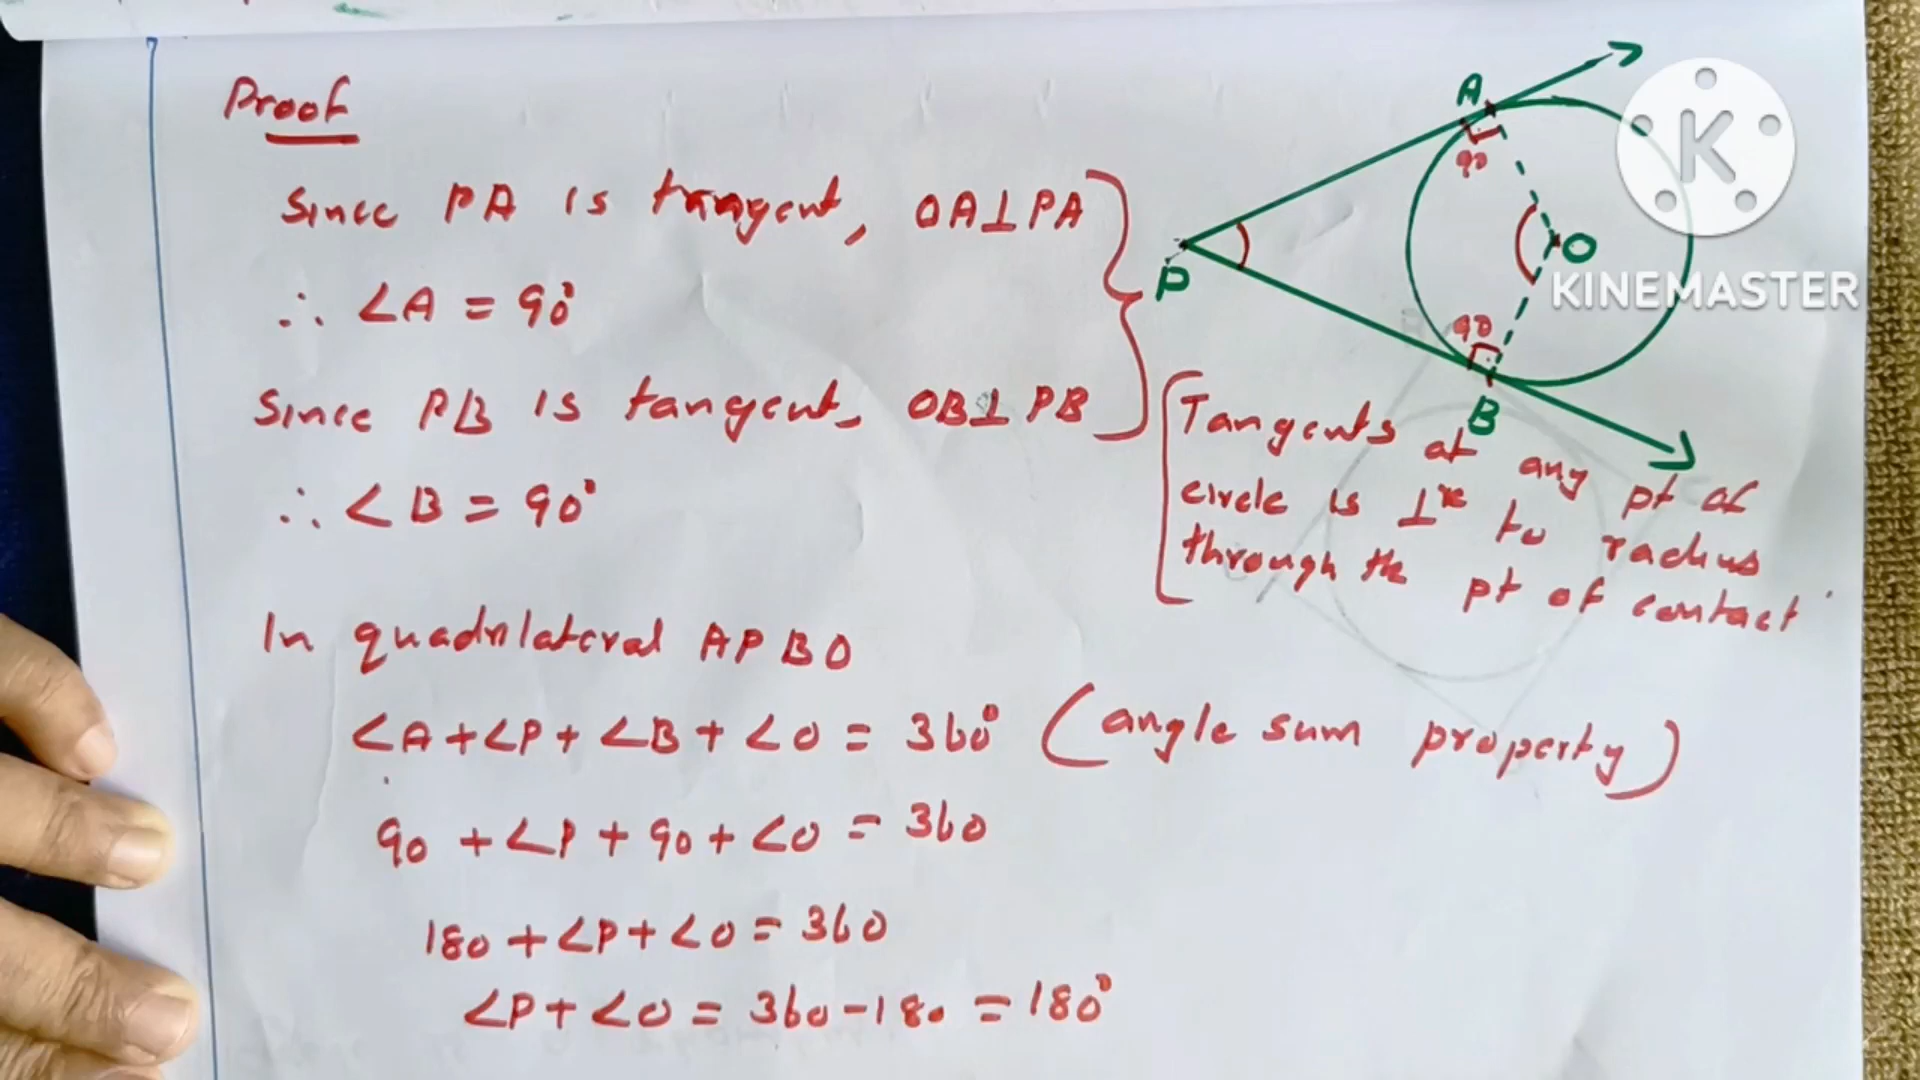 Proof
Since PA is tangent, OA⊥PA
∴ ∠A = 90°
Since PB is tangent, OB⊥PB
∴ ∠B = 90°
In quadrilateral APBO
∠A+∠P+∠B+∠O = 360° (angle sum property)
90 +∠P + 90+∠O = 360
180+∠P+∠O = 360
∠P+∠O = 360-180 = 180°
A
90
P
O
90
B
K
KINEMASTER
[Tangents at any pt of
circle is ⊥r to radius
through the pt of contact